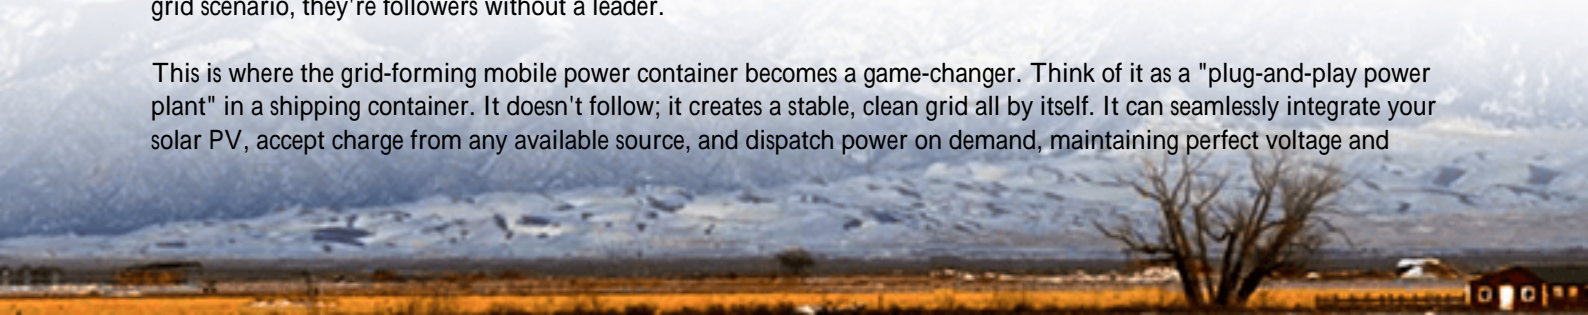 grid scenario, they're followers without a leader.
This is where the grid-forming mobile power container becomes a game-changer. Think of it as a "plug-and-play power
plant" in a shipping container. It doesn't follow; it creates a stable, clean grid all by itself. It can seamlessly integrate your
solar PV, accept charge from any available source, and dispatch power on demand, maintaining perfect voltage and